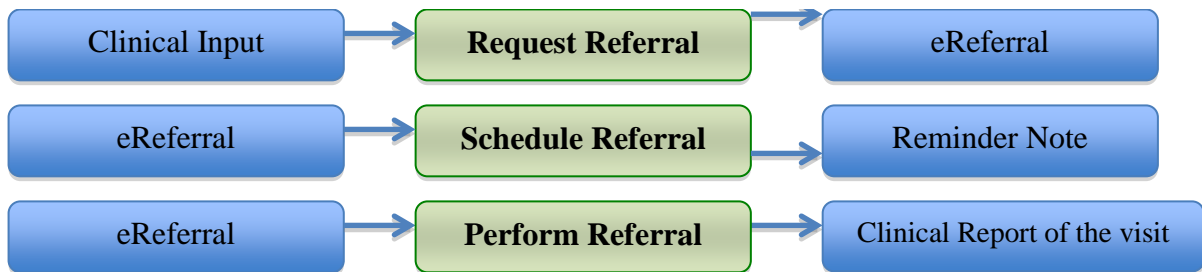 Clinical Input
Request Referral
eReferral
eReferral
Schedule Referral
Reminder Note
eReferral
Perform Referral
Clinical Report of the visit